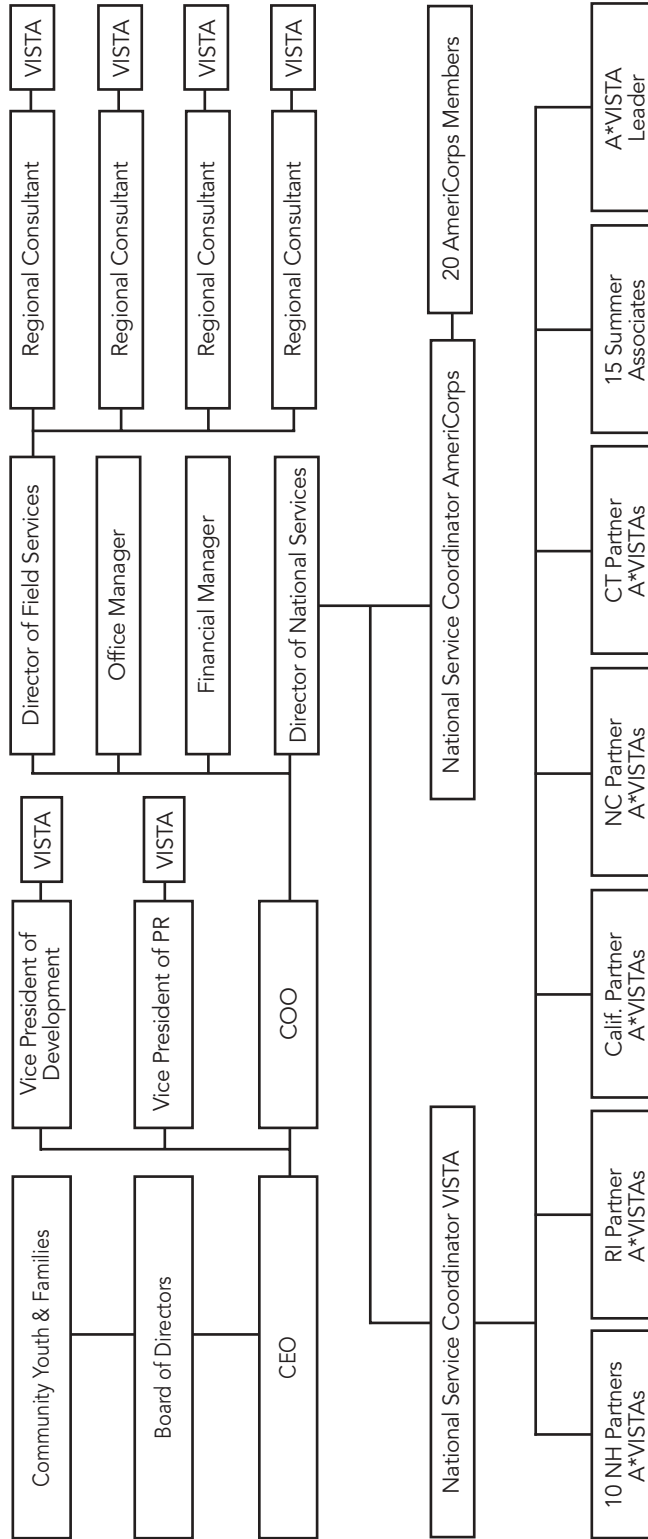 Community Youth & Families
Board of Directors
CEO
Vice President of
Development
VISTA
Vice President of PR
VISTA
COO
Director of Field Services
Office Manager
Financial Manager
Director of National Services
Regional Consultant
VISTA
Regional Consultant
VISTA
Regional Consultant
VISTA
Regional Consultant
VISTA
National Service Coordinator VISTA
National Service Coordinator AmeriCorps
20 AmeriCorps Members
10 NH Partners
A*VISTAs
RI Partner
A*VISTAs
Calif. Partner
A*VISTAs
NC Partner
A*VISTAs
CT Partner
A*VISTAs
15 Summer
Associates
A*VISTA
Leader